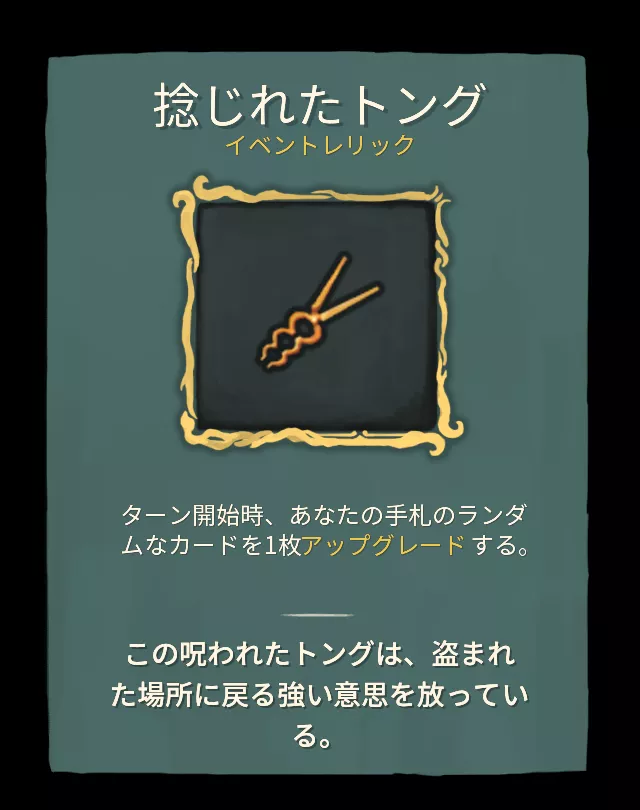 捻じれたトング
イベントレリック
ターン開始時、あなたの手札のランダ
ムなカードを1枚アップグレード する。
この呪われたトングは、盗まれ
た場所に戻る強い意思を放ってい
る。